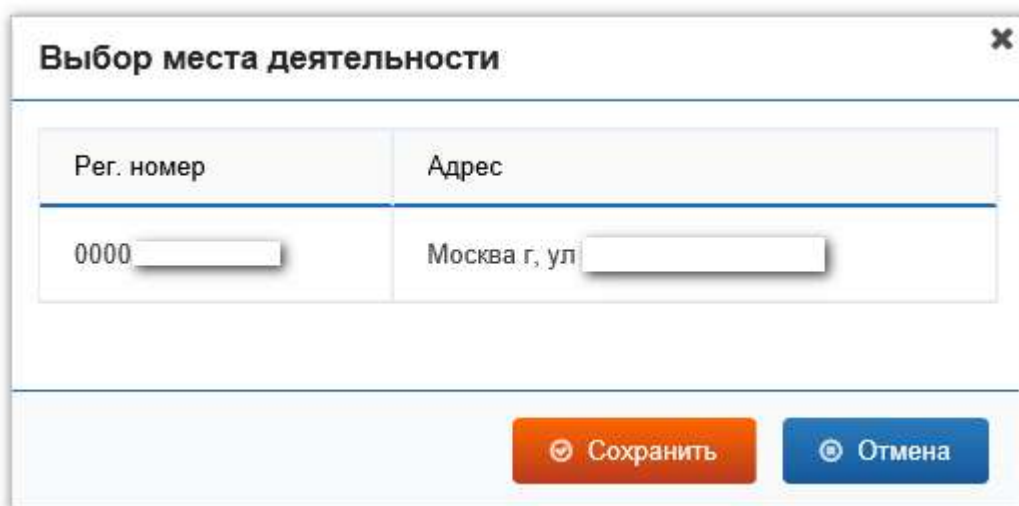 Выбор места деятельности
Рег. номер Адрес
0000 Москва г, ул
Сохранить Отмена